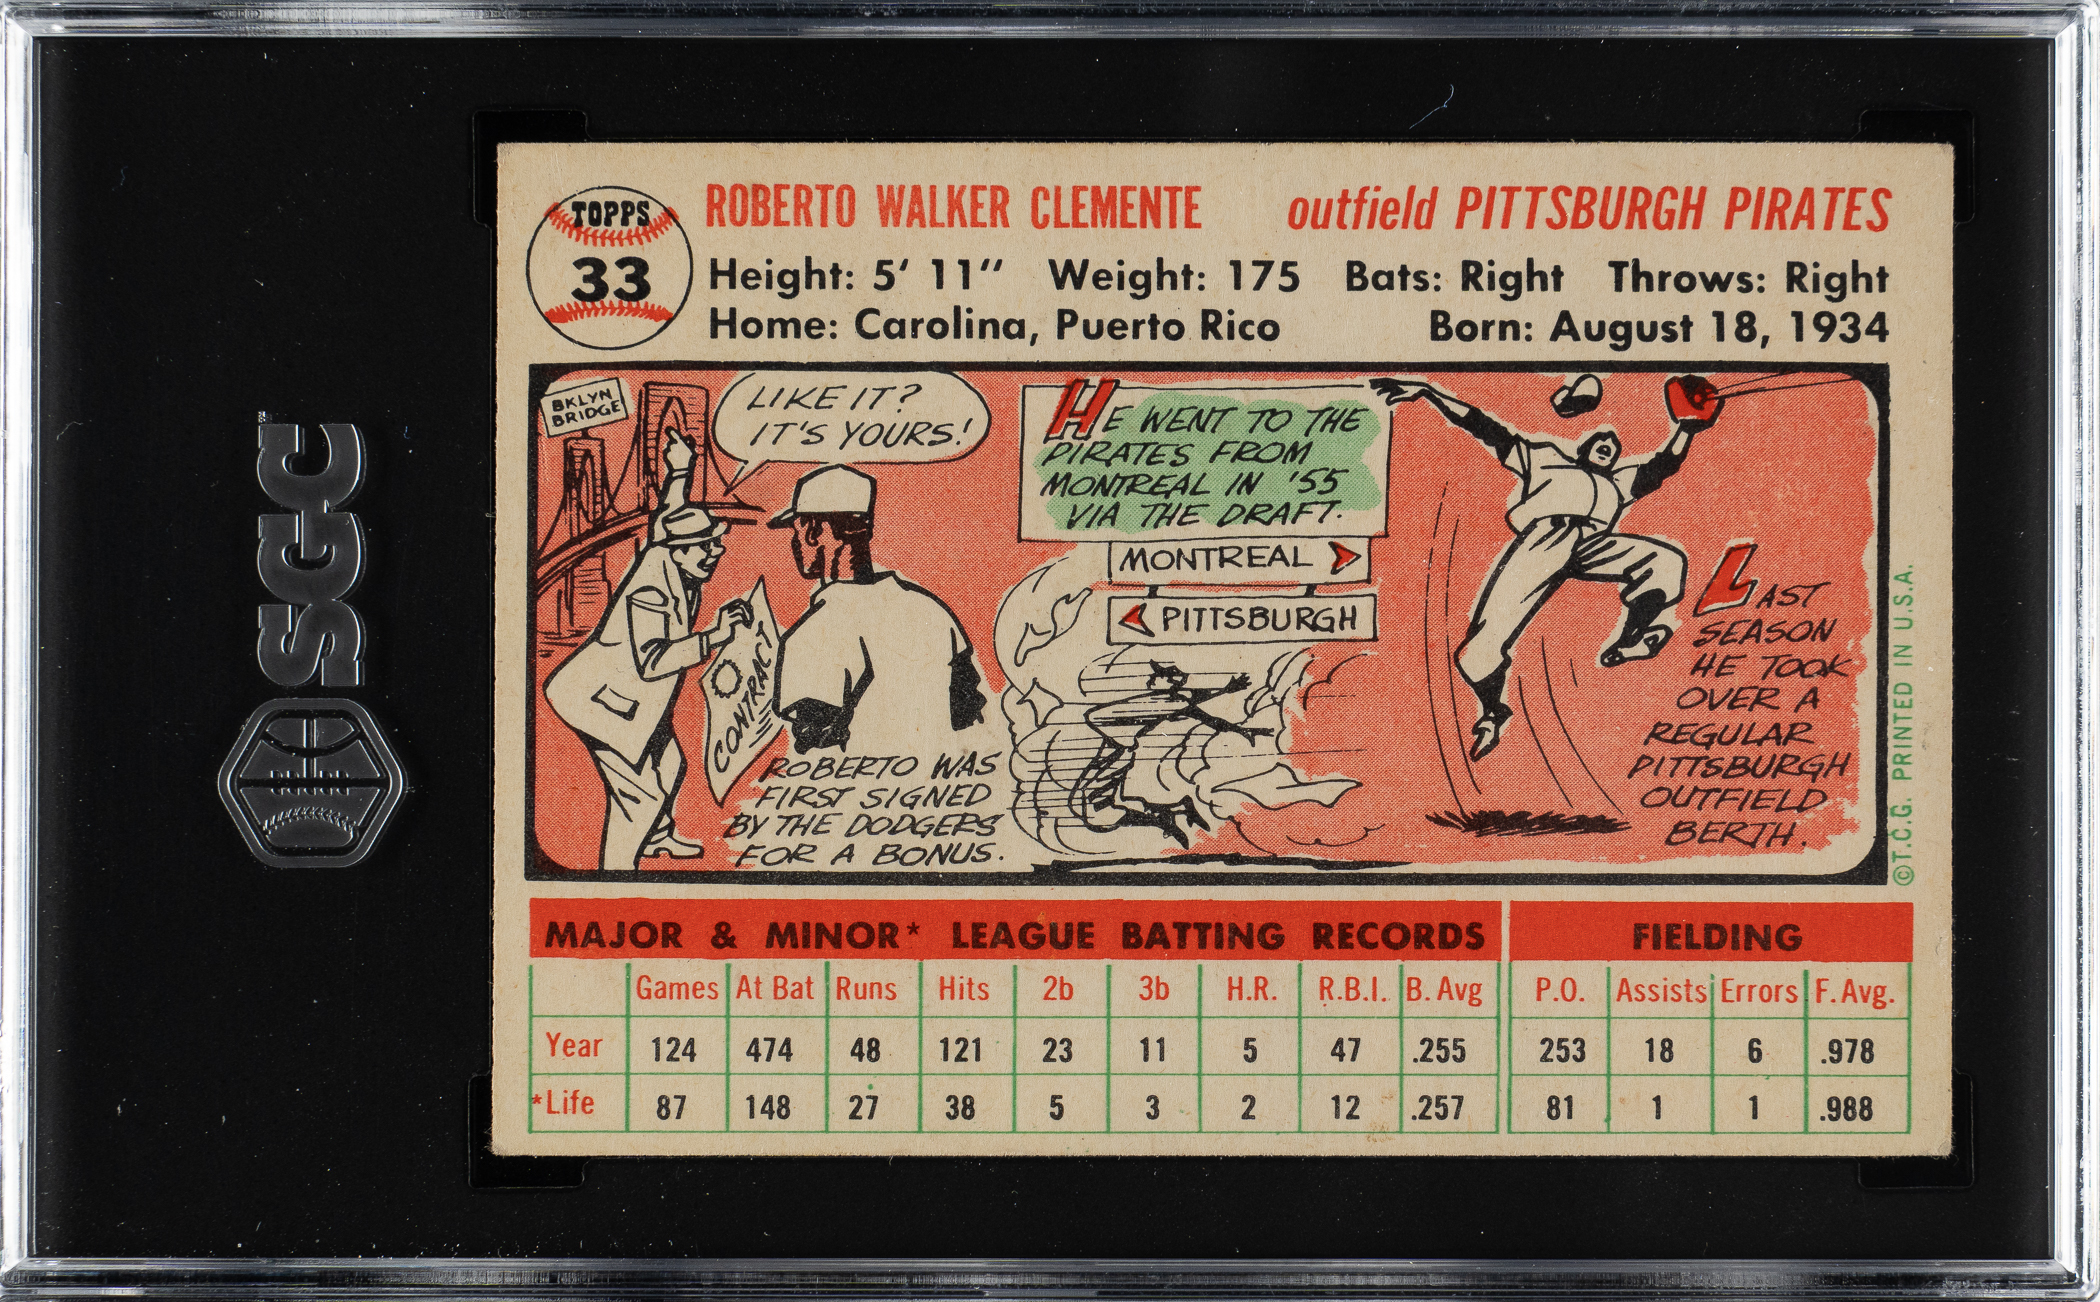 SGC
TOPPS
33
ROBERTO WALKER CLEMENTE outfield PITTSBURGH PIRATES
Height: 5' 11" Weight: 175 Bats: Right Throws: Right
Home: Carolina, Puerto Rico Born: August 18, 1934
BKLYN
BRIDGE
LIKE IT?
IT'S YOURS!
CONTRACT
ROBERTO WAS
FIRST SIGNED
BY THE DODGERS
FOR A BONUS.
HE WENT TO THE
PIRATES FROM
MONTREAL IN '55
VIA THE DRAFT.
MONTREAL
PITTSBURGH
LAST
SEASON
HE TOOK
OVER A
REGULAR
PITTSBURGH
OUTFIELD
BERTH.
©T.C.G. PRINTED IN U.S.A.
MAJOR & MINOR* LEAGUE BATTING RECORDS FIELDING
Games At Bat Runs Hits 2b 3b H.R. R.B.I. B. Avg P.O. Assists Errors F. Avg.
Year 124 474 48 121 23 11 5 47 .255 253 18 6 .978
*Life 87 148 27 38 5 3 2 12 .257 81 1 1 .988